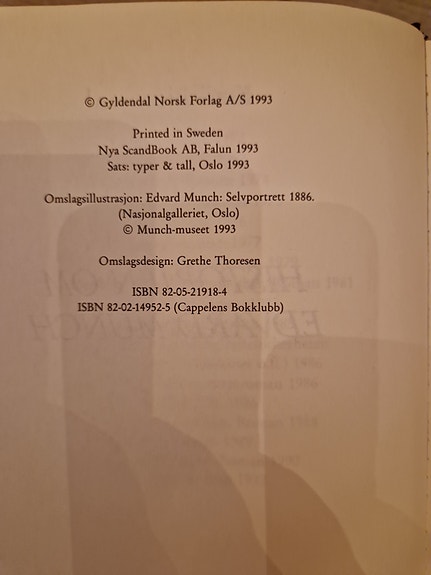 © Gyldendal Norsk Forlag A/S 1993
Printed in Sweden
Nya ScandBook AB, Falun 1993
Sats: typer & tall, Oslo 1993
Omslagsillustrasjon: Edvard Munch: Selvportrett 1886.
(Nasjonalgalleriet, Oslo)
© Munch-museet 1993
Omslagsdesign: Grethe Thoresen
ISBN 82-05-21918-4
ISBN 82-02-14952-5 (Cappelens Bokklubb)